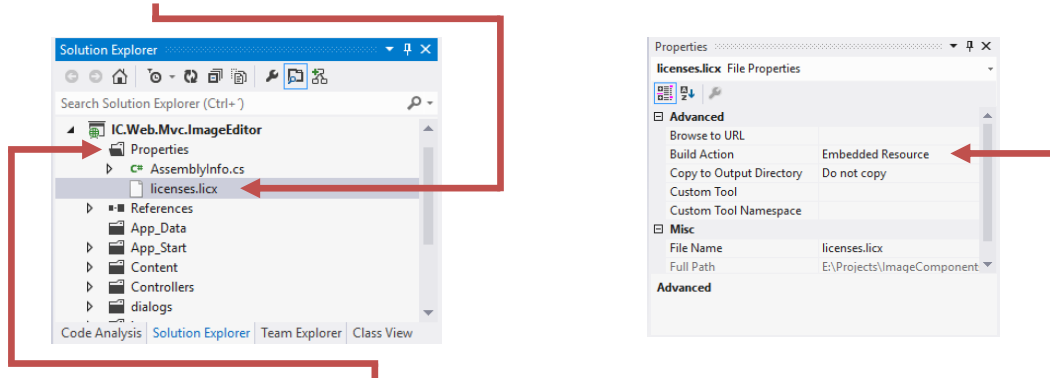 Solution Explorer
Search Solution Explorer (Ctrl+ˇ)
IC.Web.Mvc.ImageEditor
Properties
C# AssemblyInfo.cs
licenses.licx
References
App_Data
App_Start
Content
Controllers
dialogs
Code Analysis Solution Explorer Team Explorer Class View
Properties
licenses.licx File Properties
Advanced
Browse to URL
Build Action Embedded Resource
Copy to Output Directory Do not copy
Custom Tool
Custom Tool Namespace
Misc
File Name licenses.licx
Full Path E:\Projects\ImageComponent
Advanced